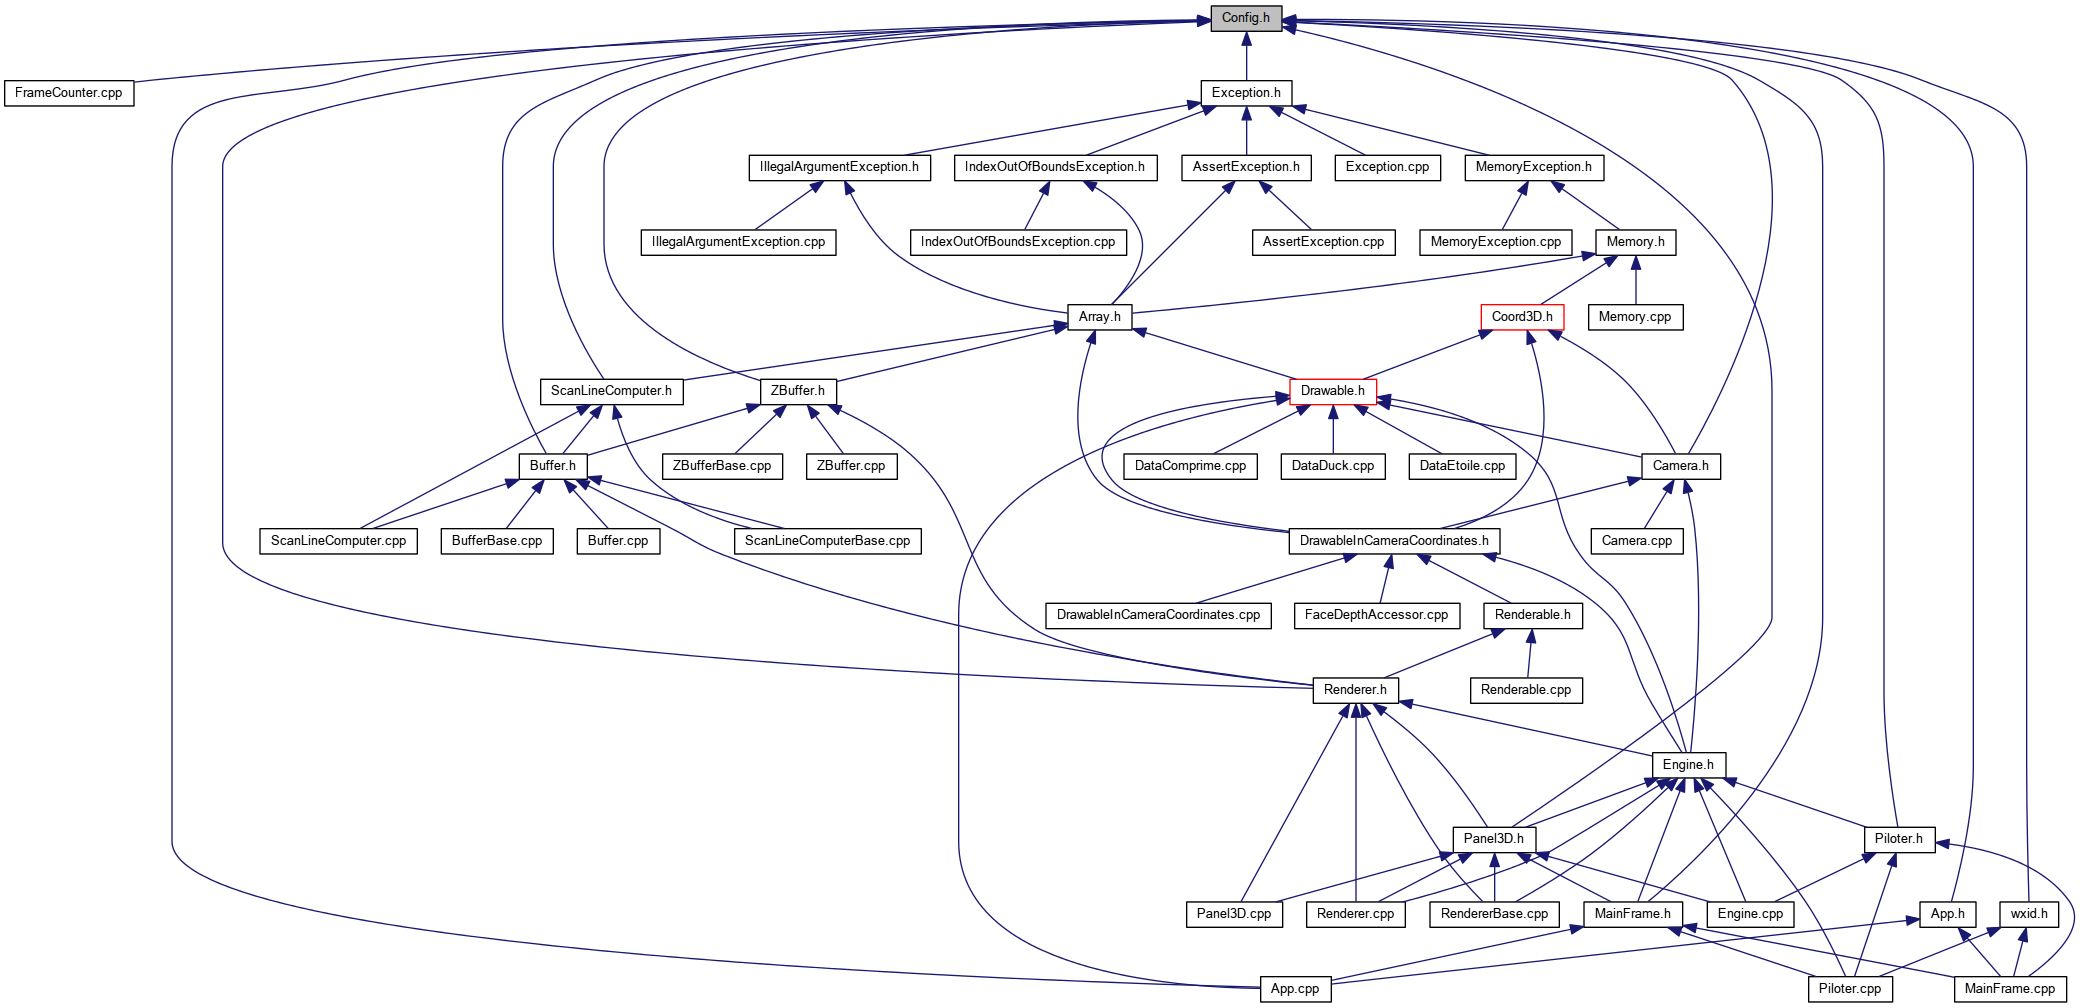 Config.h
FrameCounter.cpp
Exception.h
IllegalArgumentException.h
IndexOutOfBoundsException.h
AssertException.h
Exception.cpp
MemoryException.h
IllegalArgumentException.cpp
IndexOutOfBoundsException.cpp
AssertException.cpp
MemoryException.cpp
Memory.h
Array.h
Coord3D.h
Memory.cpp
ScanLineComputer.h
ZBuffer.h
Drawable.h
Buffer.h
ZBufferBase.cpp
ZBuffer.cpp
DataComprime.cpp
DataDuck.cpp
DataEtoile.cpp
Camera.h
ScanLineComputer.cpp
BufferBase.cpp
Buffer.cpp
ScanLineComputerBase.cpp
DrawableInCameraCoordinates.h
Camera.cpp
DrawableInCameraCoordinates.cpp
FaceDepthAccessor.cpp
Renderable.h
Renderer.h
Renderable.cpp
Engine.h
Panel3D.h
Piloter.h
Panel3D.cpp
Renderer.cpp
RendererBase.cpp
MainFrame.h
Engine.cpp
App.h
wxid.h
App.cpp
Piloter.cpp
MainFrame.cpp